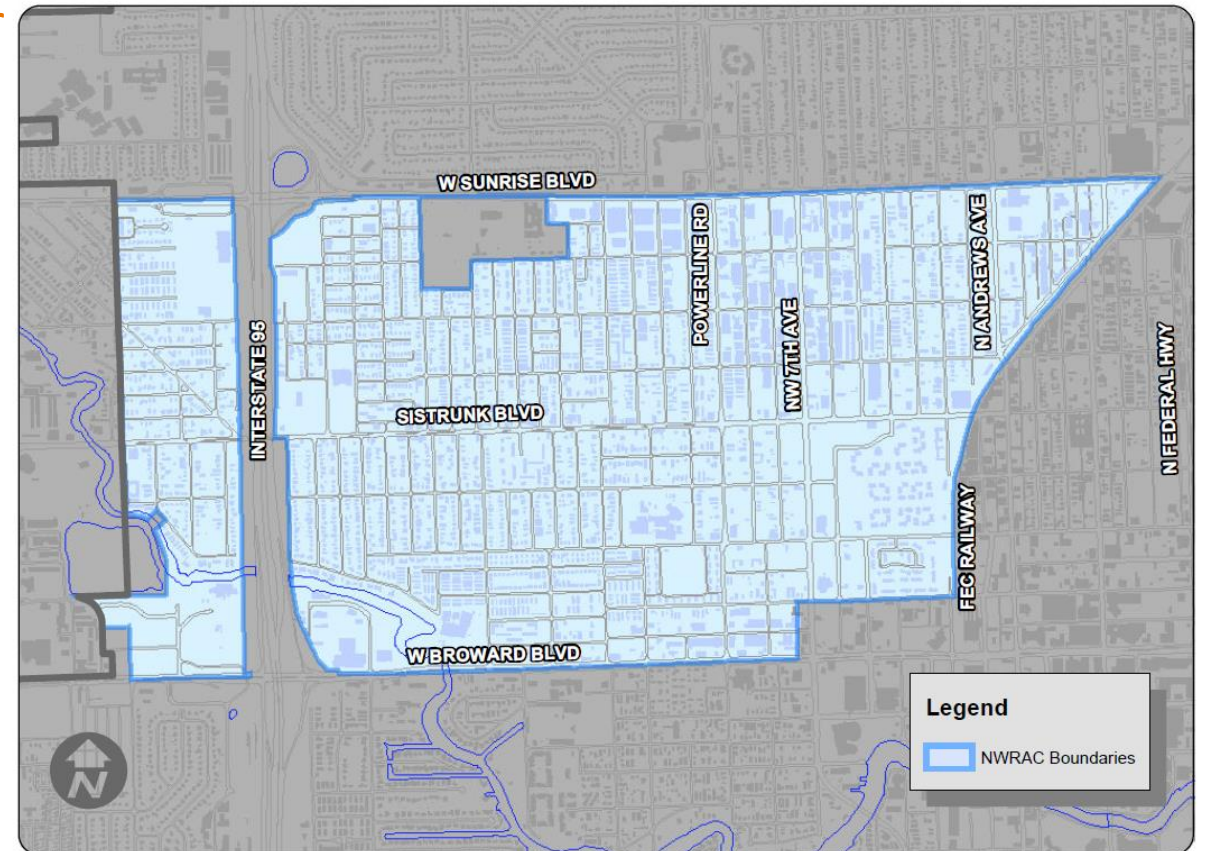 W SUNRISE BLVD
POWERLINE RD
N ANDREWS AVE
NW 7TH AVE
INTERSTATE 95
N FEDERAL HWY
SISTRUNK BLVD
FEC RAILWAY
W BROWARD BLVD
Legend
NWRAC Boundaries
N